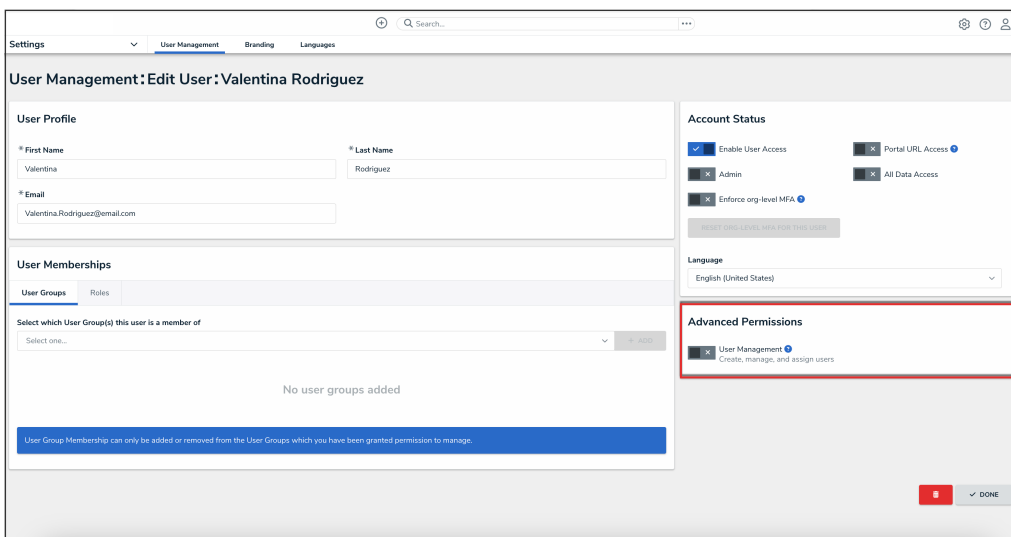 Search...
Settings
User Management
Branding
Languages
User Management:Edit User:Valentina Rodriguez
User Profile
*First Name
*Last Name
Valentina
Rodriguez
*Email
Valentina.Rodriguez@email.com
User Memberships
User Groups
Roles
Select which User Group(s) this user is a member of
Select one...
+ ADD
No user groups added
User Group Membership can only be added or removed from the User Groups which you have been granted permission to manage.
Account Status
Enable User Access
Portal URL Access
Admin
All Data Access
Enforce org-level MFA
RESET ORG-LEVEL MFA FOR THIS USER
Language
English (United States)
Advanced Permissions
User Management
Create, manage, and assign users
DONE